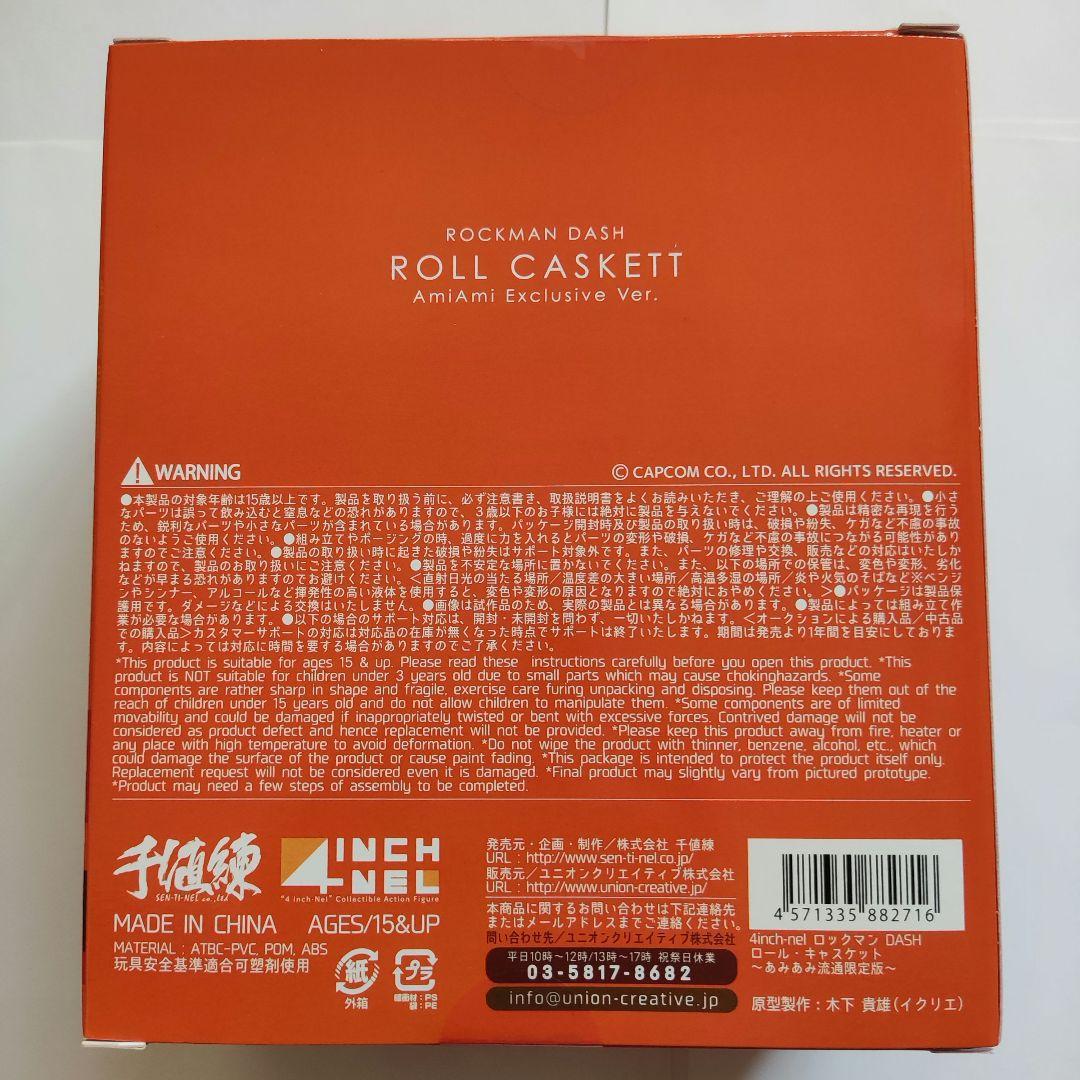 ROCKMAN DASH
ROLL CASKETT
AmiAmi Exclusive Ver.
WARNING
© CAPCOM CO., LTD. ALL RIGHTS RESERVED.
●本製品の対象年齢は15歳以上です。製品を取り扱う前に、必ず注意書き、取扱説明書をよくお読みいただき、ご理解の上ご使用ください。●小さ
なパーツは誤って飲み込むと窒息などの恐れがありますので、３歳以下のお子様には絶対に製品を与えないでください。●製品は精密な再現を行う
ため、鋭利なパーツや小さなパーツが含まれている場合があります。パッケージ開封時及び製品の取り扱い時は、破損や紛失、ケガなど不慮の事故
のないようご使用ください。●組み立てやポージングの時、過度に力を入れるとパーツの変形や破損、ケガなど不慮の事故につながる可能性があり
ますのでご注意ください。●製品の取り扱い時に起きた破損や紛失はサポート対象外です。また、パーツの修理や交換、販売などの対応はいたしか
ねますので、製品のお取り扱いにご注意ください。●製品を不安定な場所に置かないでください。また、以下の場所での保管は、変色や変形、劣化
などが早まる恐れがありますのでお避けください。＜直射日光の当たる場所／温度差の大きい場所／高温多湿の場所／炎や火気のそばなど※ベンジ
ンやシンナー、アルコールなど揮発性の高い液体を使用すると、変色や変形の原因となりますので絶対におやめください。＞●パッケージは製品保
護用です。ダメージなどによる交換はいたしません。●画像は試作品のため、実際の製品とは異なる場合があります。●製品によっては組み立て作
業が必要な場合があります。●以下の場合のサポート対応は、開封・未開封を問わず、一切いたしかねます。＜オークションによる購入品／中古品
での購入品＞カスタマーサポートの対応は対応品の在庫が無くなった時点でサポートは終了いたします。期間は発売より1年間を目安にしておりま
す。内容によっては対応に時間を要する場合がありますのでご了承ください。
*This product is suitable for ages 15 & up. Please read these instructions carefully before you open this product. *This
product is NOT suitable for children under 3 years old due to small parts which may cause chokinghazards. *Some
components are rather sharp in shape and fragile, exercise care furing unpacking and disposing. Please keep them out of the
reach of children under 15 years old and do not allow children to manipulate them. *Some components are of limited
movability and could be damaged if inappropriately twisted or bent with excessive forces. Contrived damage will not be
considered as product defect and hence replacement will not be provided. *Please keep this product away from fire, heater or
any place with high temperature to avoid deformation. *Do not wipe the product with thinner, benzene, alcohol, etc., which
could damage the surface of the product or cause paint fading. *This package is intended to protect the product itself only.
Replacement request will not be considered even it is damaged. *Final product may slightly vary from pictured prototype.
*Product may need a few steps of assembly to be completed.
千値練
SEN-TI-NEL co.,ltd
4INCH
-NEL
"4 Inch-Nel" Collectible Action Figure
MADE IN CHINA AGES/15&UP
MATERIAL : ATBC-PVC, POM, ABS
玩具安全基準適合可塑剤使用
紙
外箱
プラ
緩衝材 : PS
袋 : PE
発売元・企画・制作／株式会社 千値練
URL : http://www.sen-ti-nel.co.jp/
販売元／ユニオンクリエイティブ株式会社
URL : http://www.union-creative.jp/
本商品に関するお問い合わせは下記連絡先
またはメールアドレスまでご連絡ください。
問い合わせ先／ユニオンクリエイティブ株式会社
平日10時～12時/13時～17時 祝祭日休業
03-5817-8682
info@union-creative.jp
4 571335 882716
4inch-nel ロックマン DASH
ロール・キャスケット
～あみあみ流通限定版～
原型製作：木下 貴雄(イクリエ)